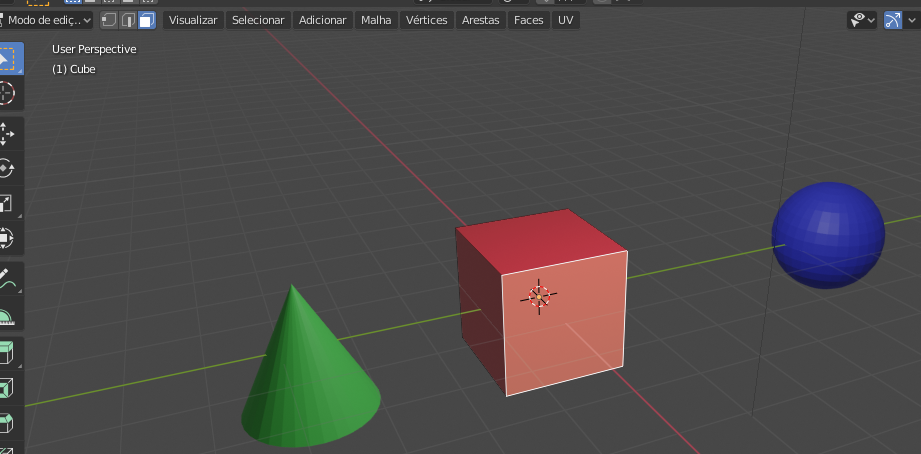 Modo de ediç... Visualizar Selecionar Adicionar Malha Vértices Arestas Faces UV
User Perspective
(1) Cube